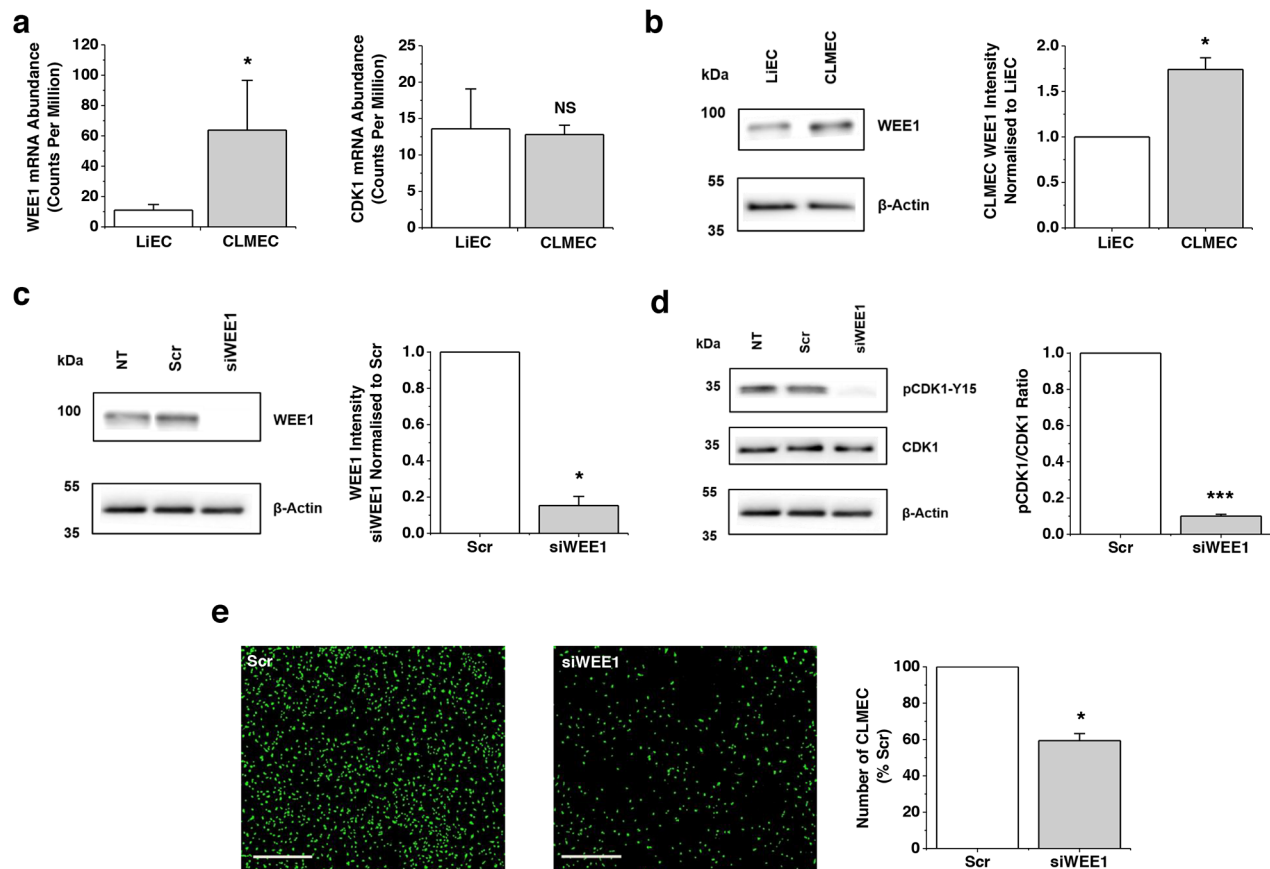 a
WEE1 mRNA Abundance
(Counts Per Million)
120
100
80
60
40
20
0
*
LiEC
CLMEC
CDK1 mRNA Abundance
(Counts Per Million)
25
20
15
10
5
0
NS
LiEC
CLMEC
b
kDa
LiEC
CLMEC
100
WEE1
55
β-Actin
35
CLMEC WEE1 Intensity
Normalised to LiEC
2.0
1.5
1.0
0.5
0.0
*
LiEC
CLMEC
c
kDa
NT
Scr
siWEE1
100
WEE1
55
β-Actin
35
WEE1 Intensity
siWEE1 Normalised to Scr
1.0
0.8
0.6
0.4
0.2
0.0
*
Scr
siWEE1
d
kDa
NT
Scr
siWEE1
35
pCDK1-Y15
35
CDK1
55
β-Actin
35
pCDK1/CDK1 Ratio
1.0
0.8
0.6
0.4
0.2
0.0
***
Scr
siWEE1
e
Scr
siWEE1
Number of CLMEC
(% Scr)
100
80
60
40
20
0
*
Scr
siWEE1